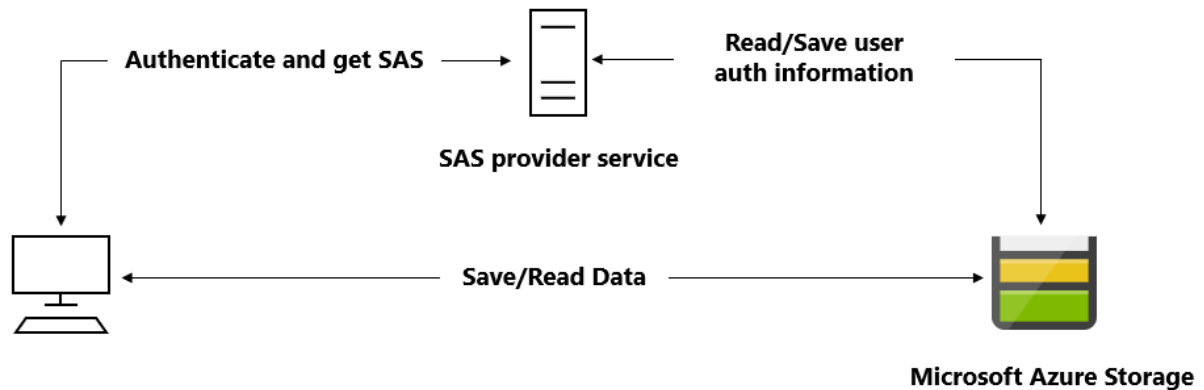 Authenticate and get SAS
Read/Save user
auth information
SAS provider service
Save/Read Data
Microsoft Azure Storage